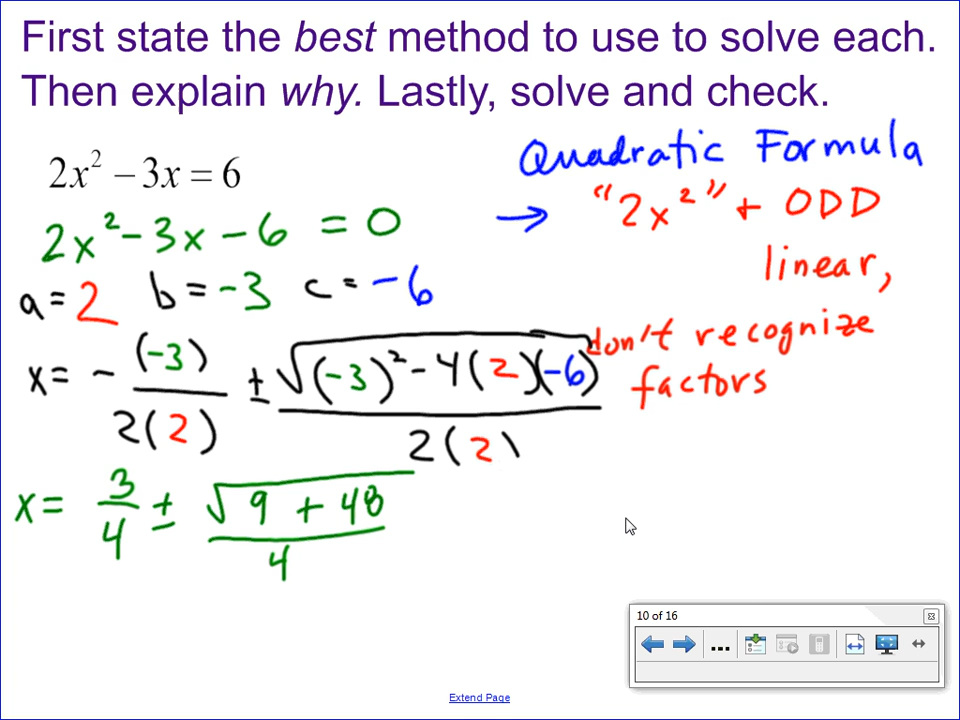 First state the best method to use to solve each.
Then explain why. Lastly, solve and check.
2x² − 3x = 6
Quadratic Formula
2x² − 3x − 6 = 0
→ "2x²" + ODD
linear,
a = 2 b = −3 c = −6
don't recognize
factors
x = − (−3)/2(2) ± √((−3)² − 4(2)(−6))/2(2)
x = 3/4 ± √(9 + 48)/4
10 of 16
...
Extend Page